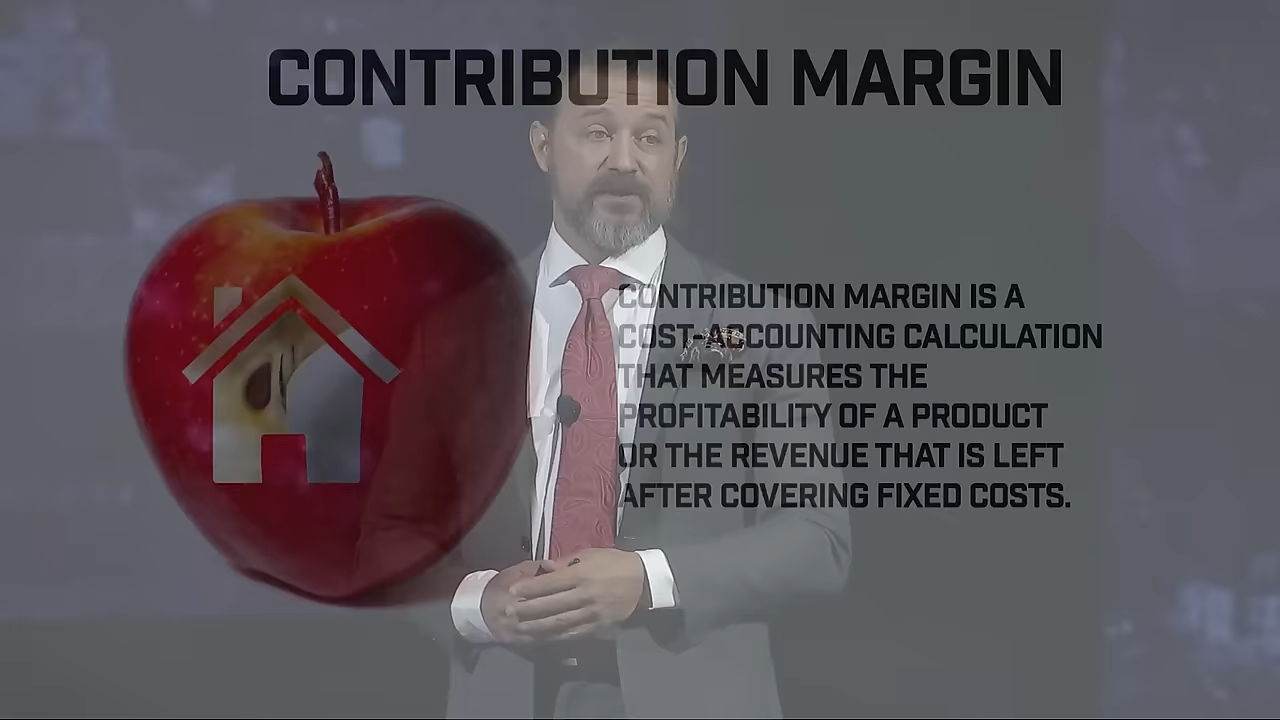 CONTRIBUTION MARGIN
CONTRIBUTION MARGIN IS A
COST-ACCOUNTING CALCULATION
THAT MEASURES THE
PROFITABILITY OF A PRODUCT
OR THE REVENUE THAT IS LEFT
AFTER COVERING FIXED COSTS.